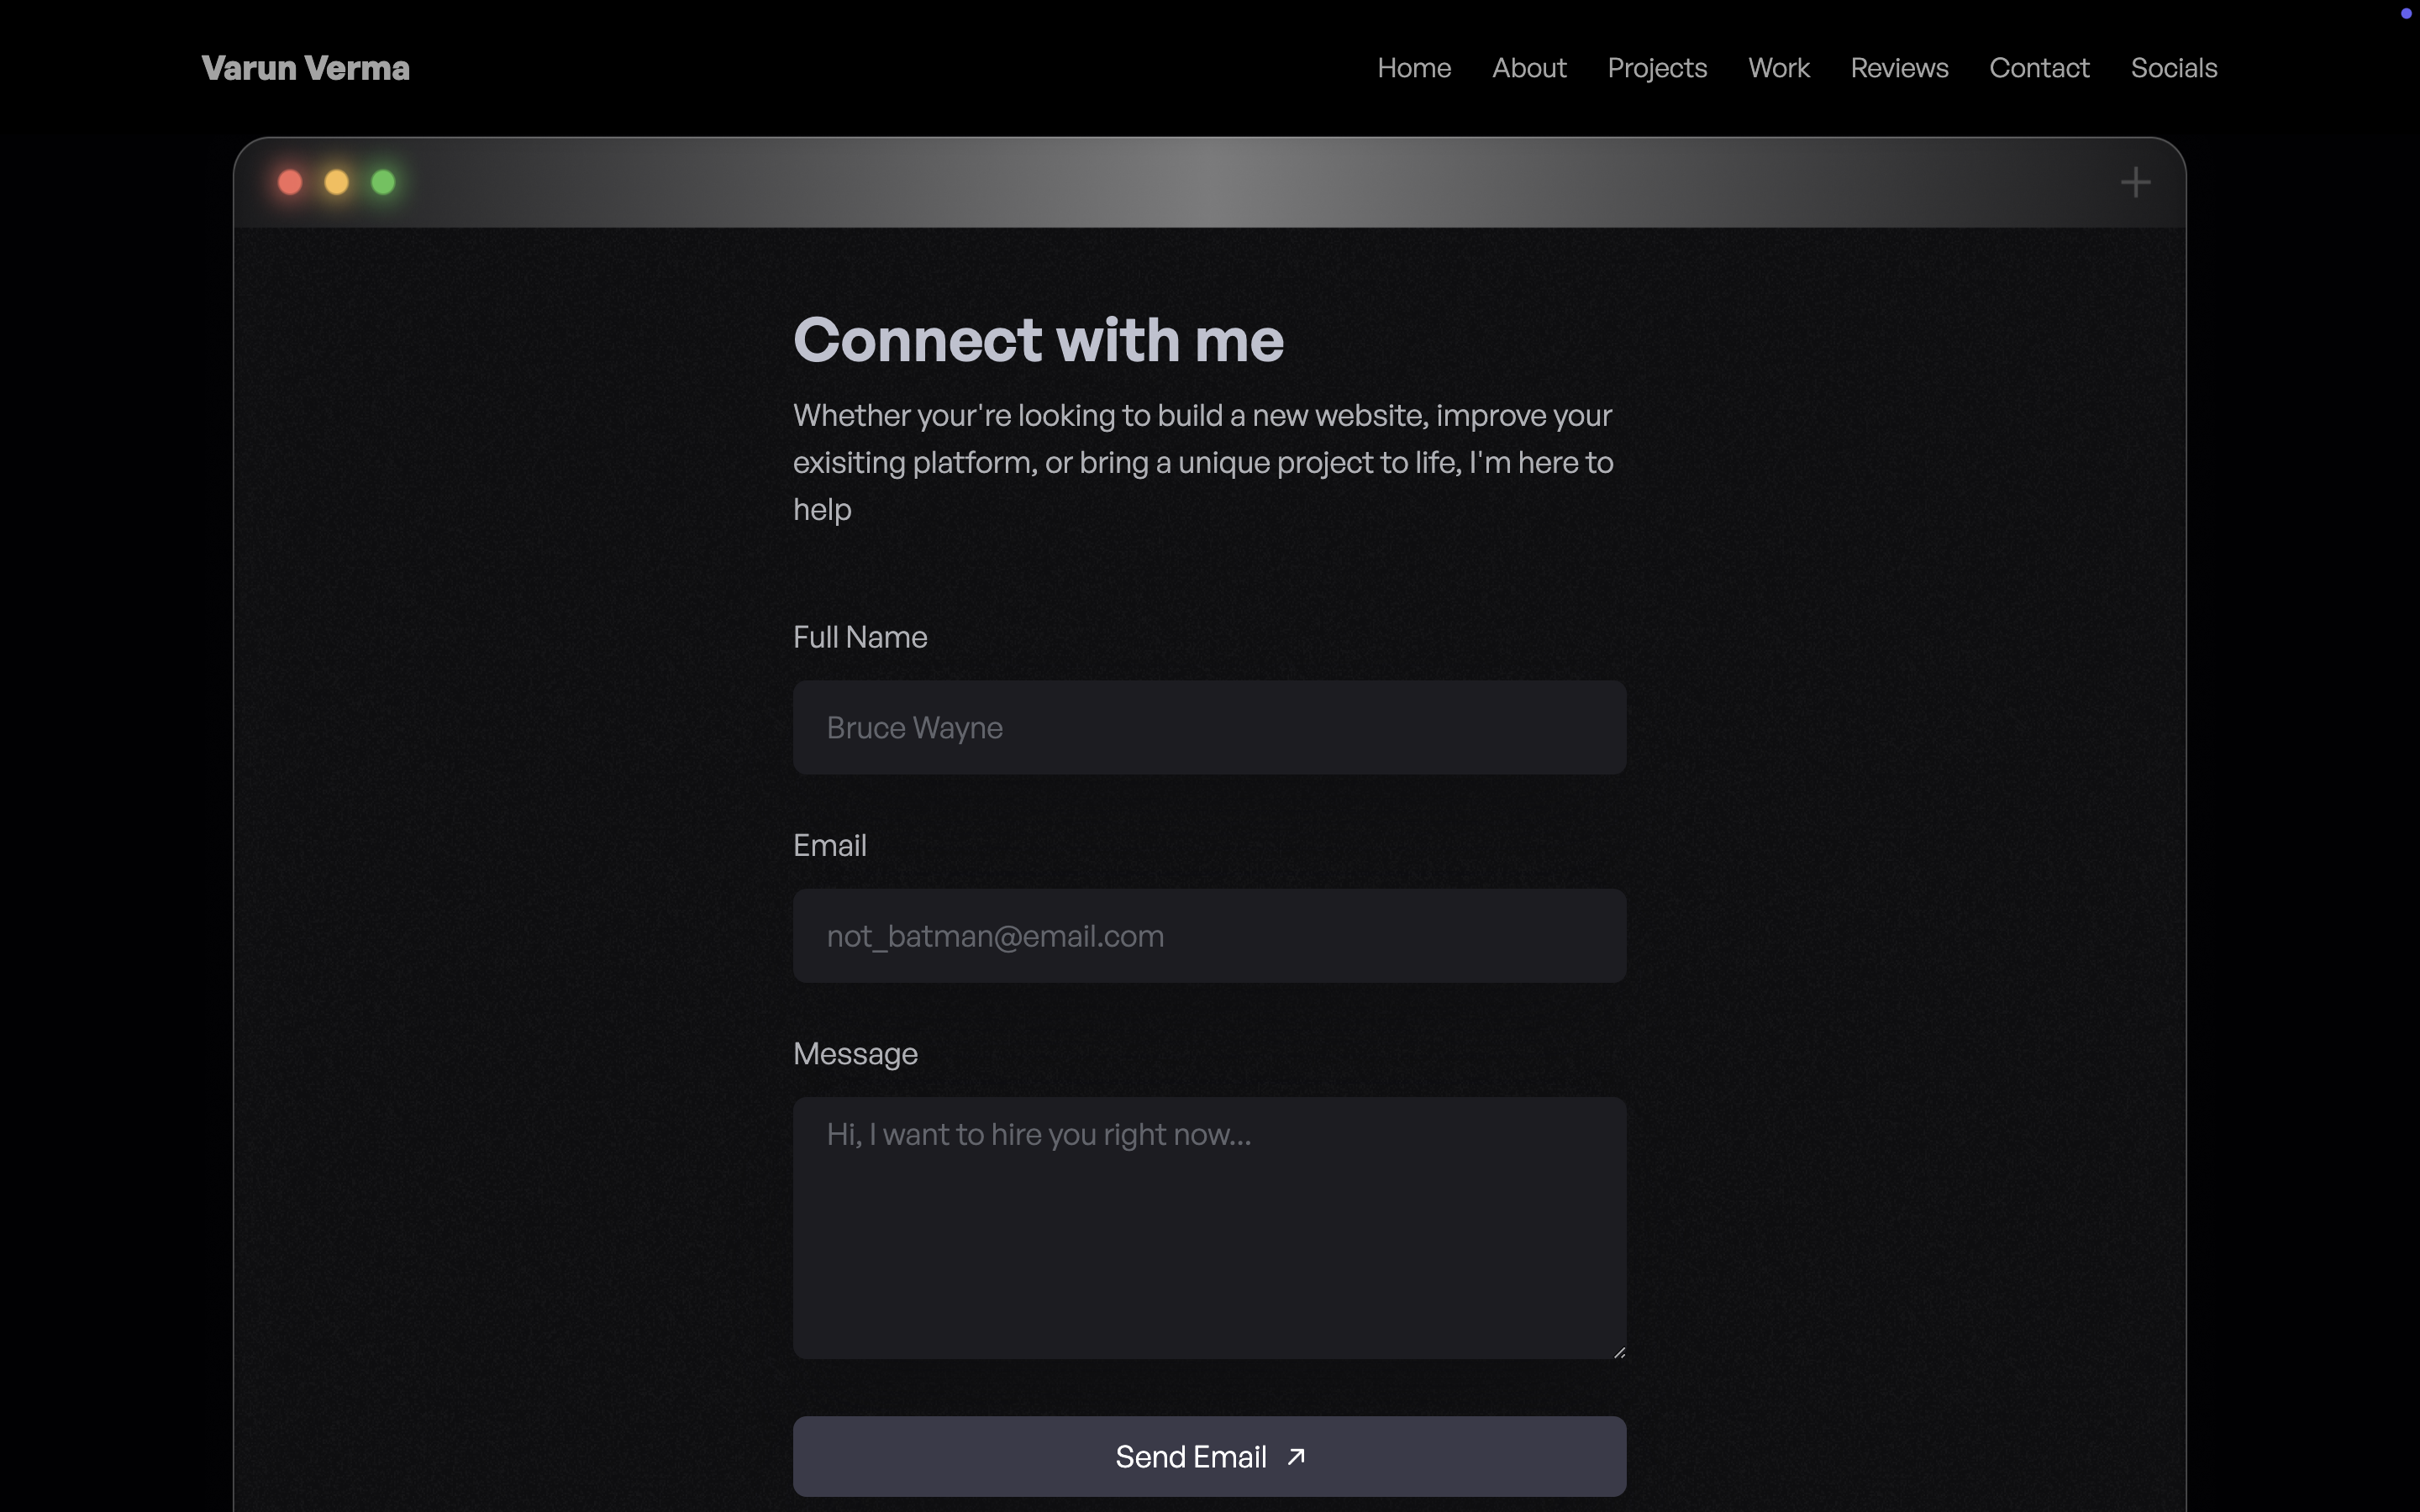 Varun Verma
Home About Projects Work Reviews Contact Socials
Connect with me
Whether your're looking to build a new website, improve your
exisiting platform, or bring a unique project to life, I'm here to
help
Full Name
Bruce Wayne
Email
not_batman@email.com
Message
Hi, I want to hire you right now...
Send Email